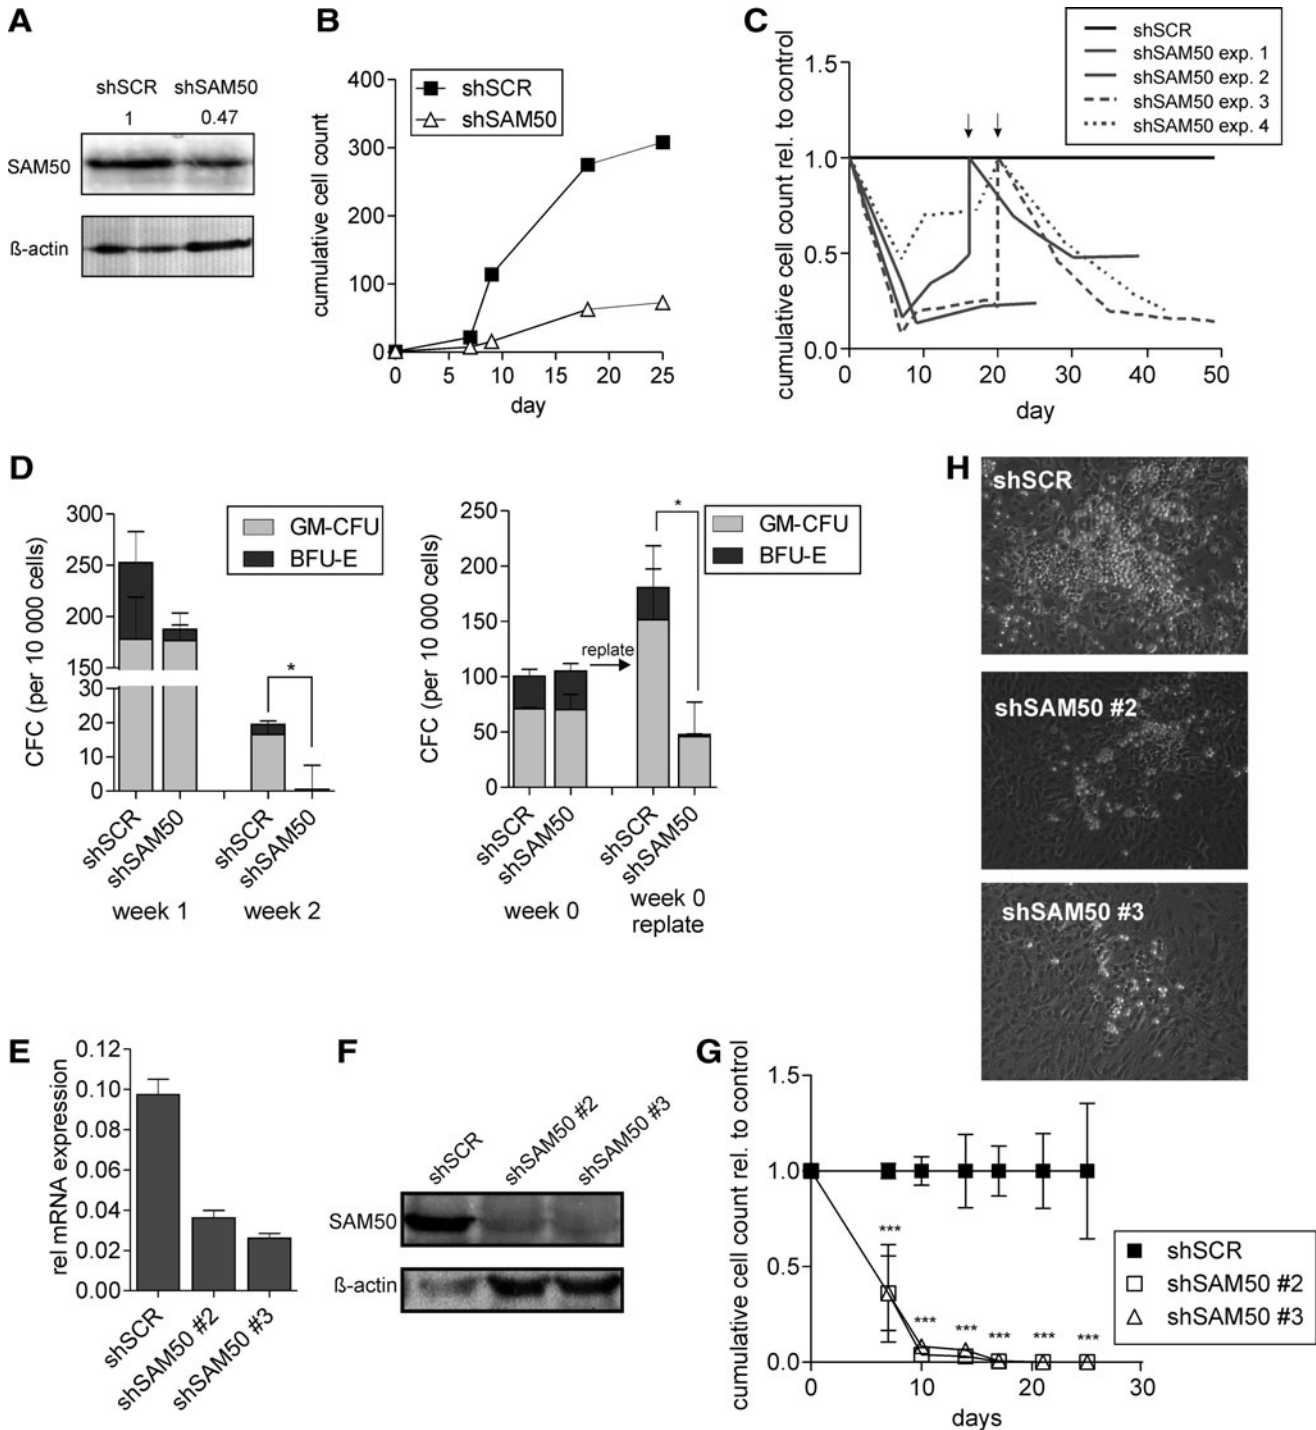 A
shSCR shSAM50
1 0.47
SAM50
ß-actin
B
cumulative cell count
400
300
200
100
0
0 5 10 15 20 25
day
shSCR
shSAM50
C
cumulative cell count rel. to control
1.5
1.0
0.5
0.0
0 10 20 30 40 50
day
shSCR
shSAM50 exp. 1
shSAM50 exp. 2
shSAM50 exp. 3
shSAM50 exp. 4
D
CFC (per 10 000 cells)
300
250
200
150
30
20
10
0
GM-CFU
BFU-E
*
shSCR
shSAM50
shSCR
shSAM50
week 1 week 2
CFC (per 10 000 cells)
250
200
150
100
50
0
replate
*
GM-CFU
BFU-E
shSCR
shSAM50
shSCR
shSAM50
week 0
week 0
replate
H
shSCR
shSAM50 #2
shSAM50 #3
E
rel mRNA expression
0.12
0.10
0.08
0.06
0.04
0.02
0.00
shSCR
shSAM50 #2
shSAM50 #3
F
shSCR
shSAM50 #2
shSAM50 #3
SAM50
ß-actin
G
cumulative cell count rel. to control
1.5
1.0
0.5
0.0
*** *** *** *** *** ***
0 10 20 30
days
shSCR
shSAM50 #2
shSAM50 #3